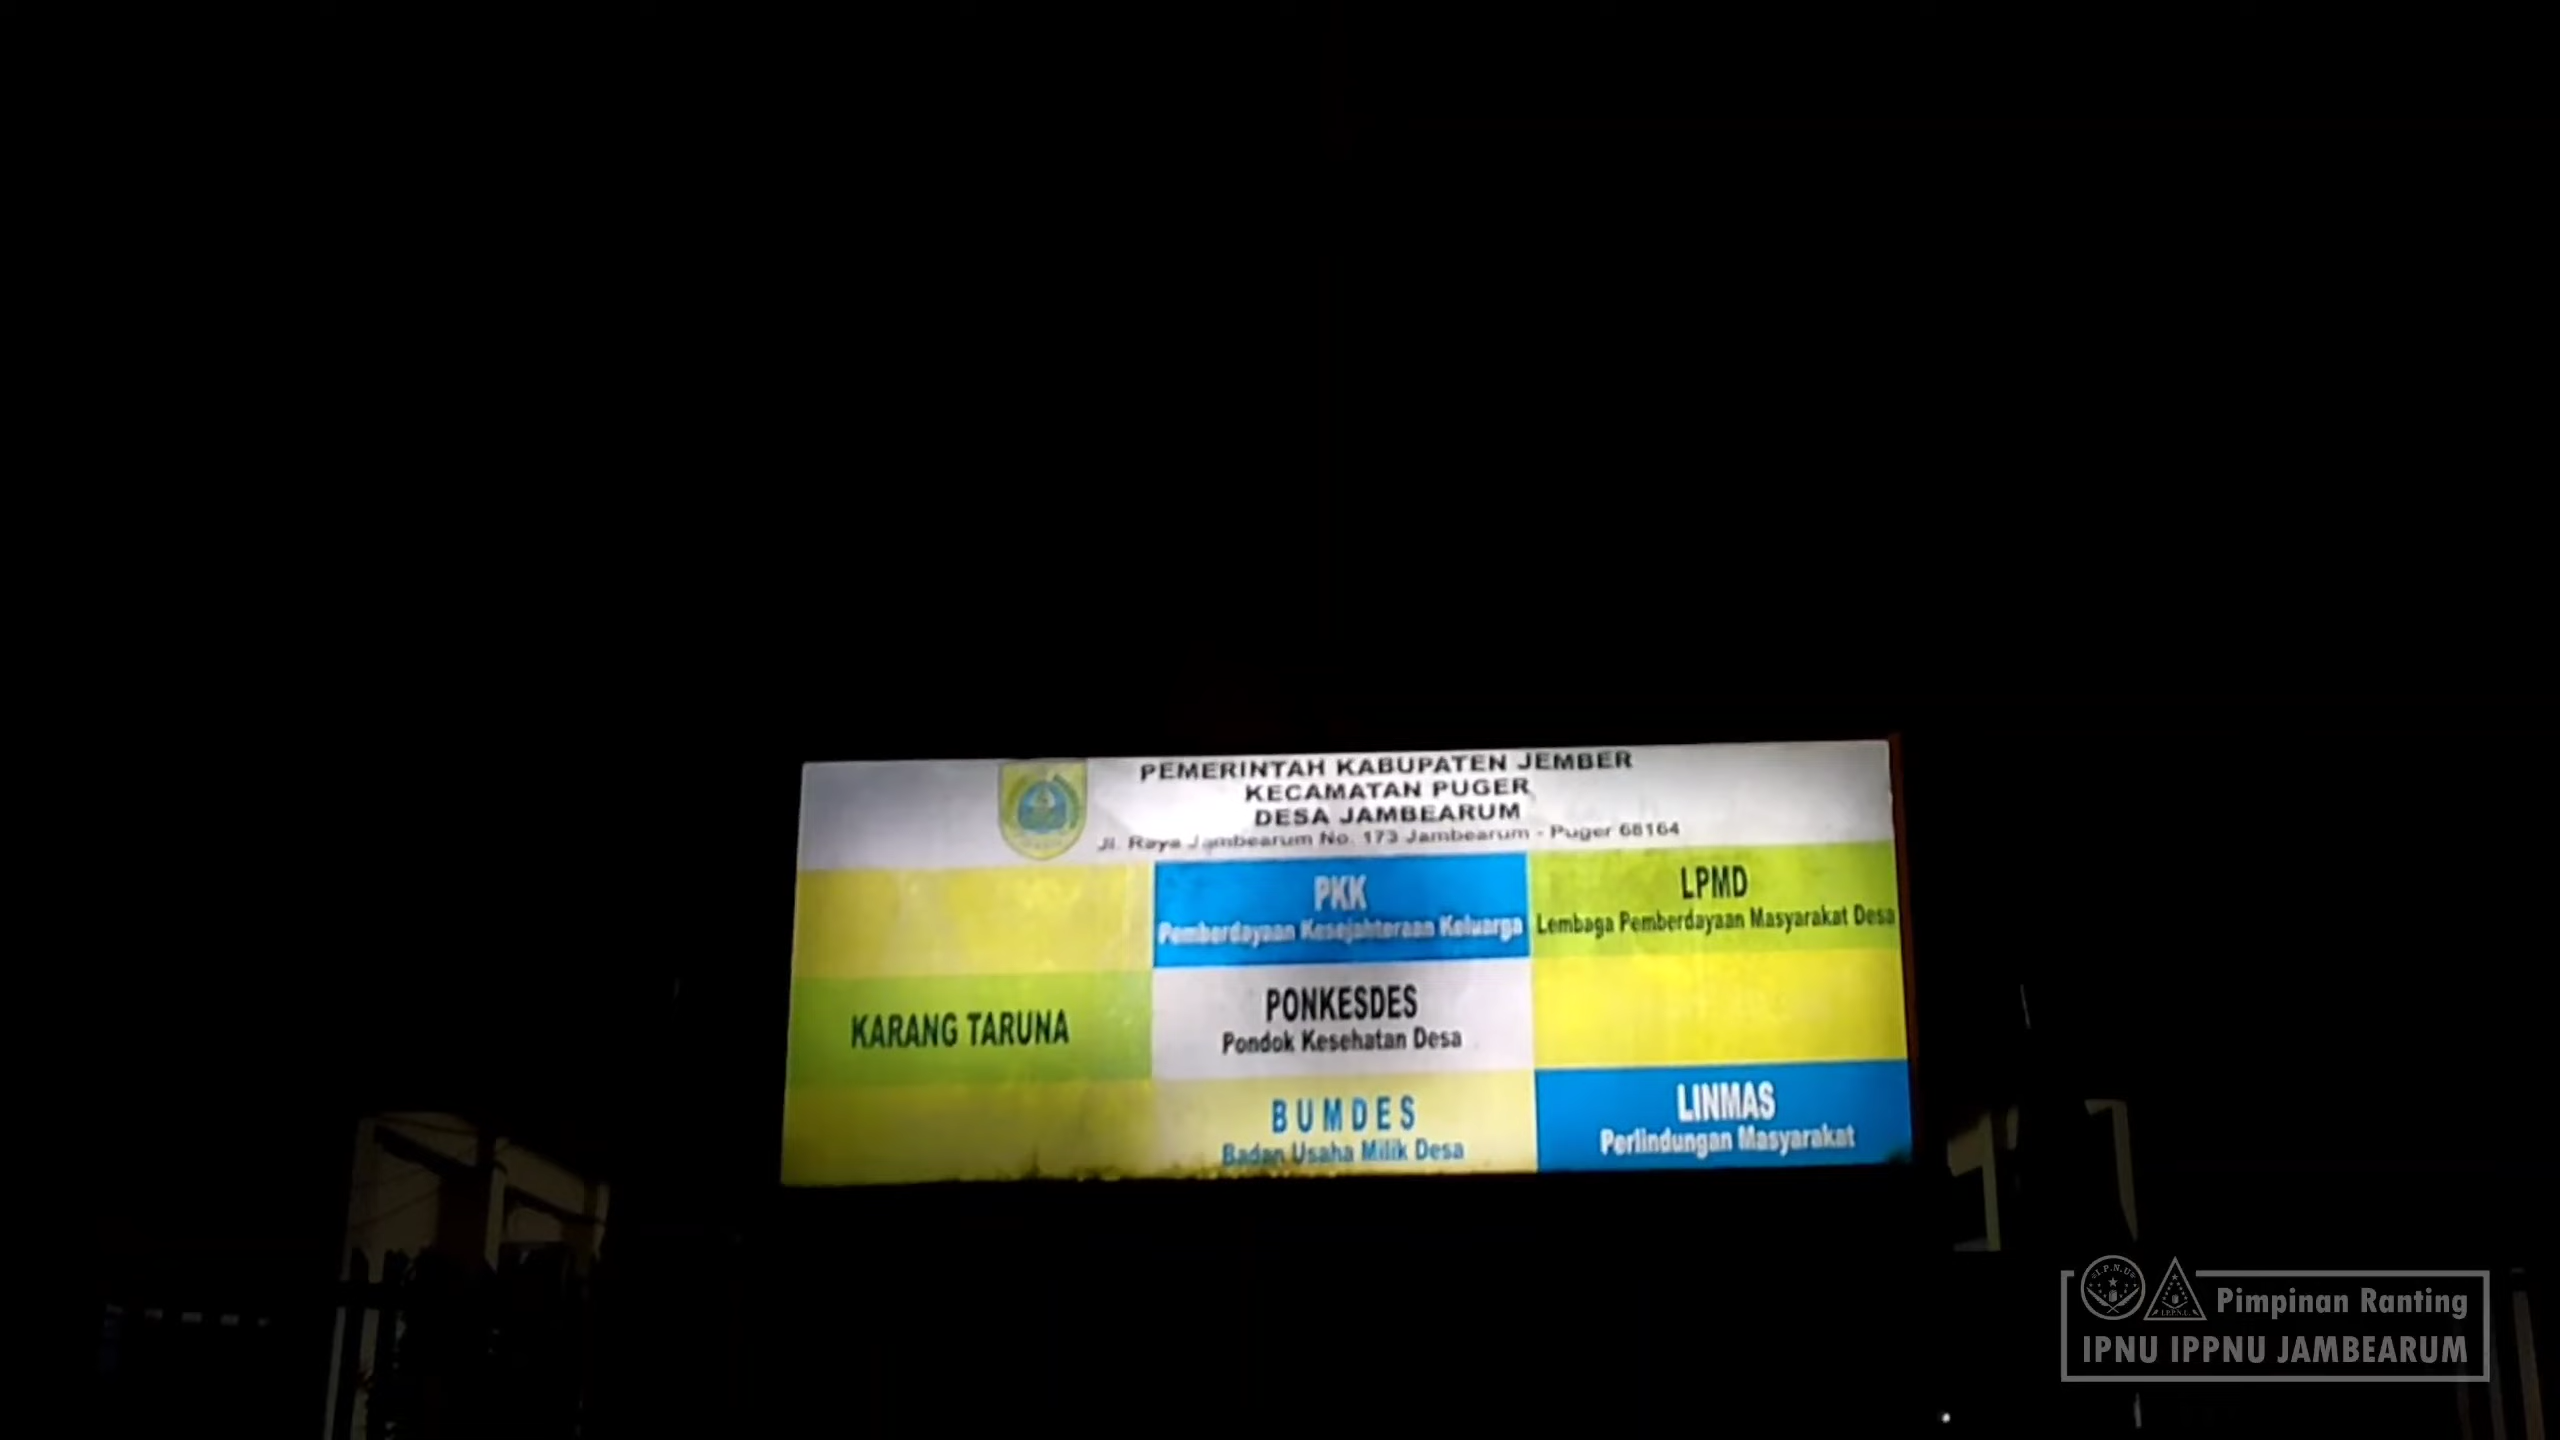 PEMERINTAH KABUPATEN JEMBER
KECAMATAN PUGER
DESA JAMBEARUM
Jl. Raya Jambearum No. 173 Jambearum - Puger 68164
PKK
Pemberdayaan Kesejahteraan Keluarga
LPMD
Lembaga Pemberdayaan Masyarakat Desa
KARANG TARUNA
PONKESDES
Pondok Kesehatan Desa
BUMDES
Badan Usaha Milik Desa
LINMAS
Perlindungan Masyarakat
Pimpinan Ranting
IPNU IPPNU JAMBEARUM